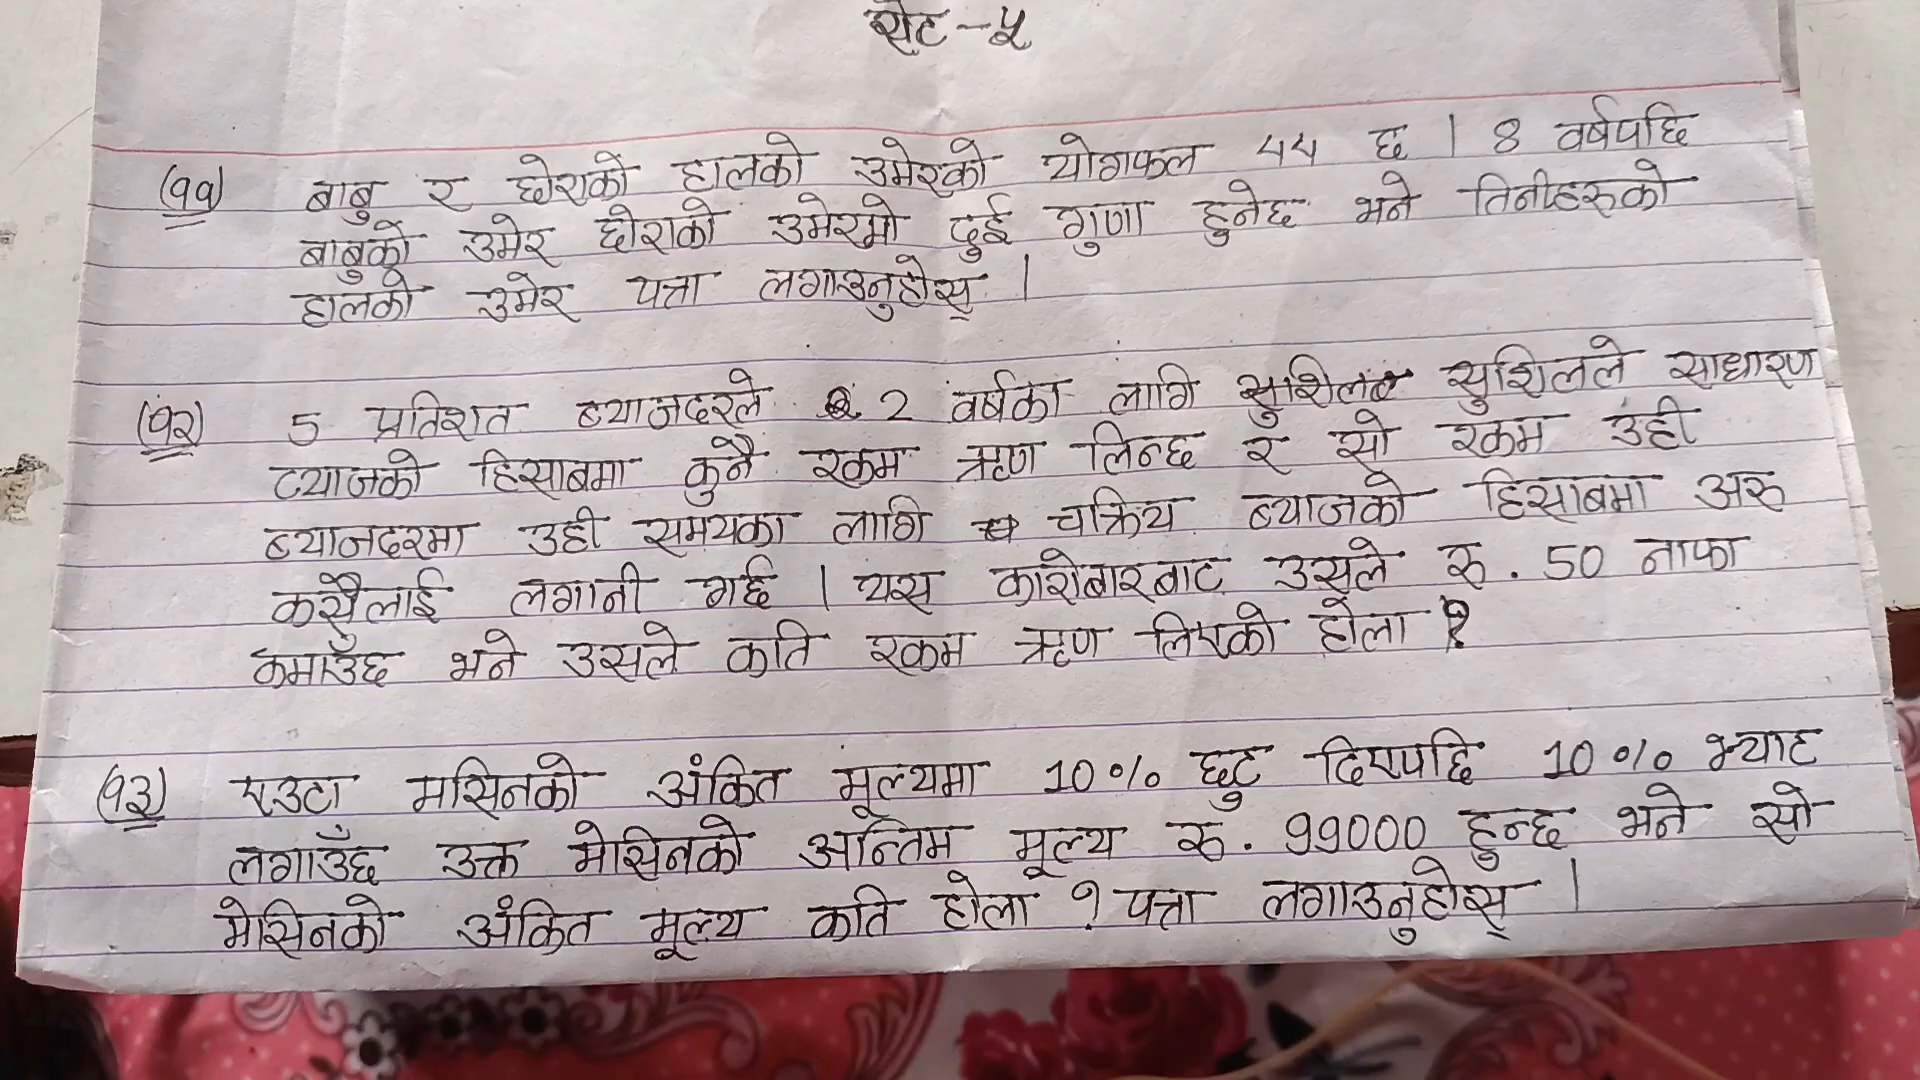 सेट-५
(११) बाबु र छोराको हालको उमेरको योगफल ५५ छ । 8 वर्षपछि
बाबुको उमेर छोराको उमेरमो दुई गुणा हुनेछ भने तिनीहरुको
हालको उमेर पत्ता लगाउनुहोस् ।
(१२) 5 प्रतिशत ब्याजदरले 2 वर्षका लागि सुशिलले साधारण
ब्याजको हिसाबमा कुनै रकम ऋण लिन्छ र सो रकम उही
ब्याजदरमा उही समयका लागि चक्रिय ब्याजको हिसाबमा अरु
कसैलाई लगानी गर्छ । यस कारोबारबाट उसले रु. 50 नाफा
कमाउँछ भने उसले कति रकम ऋण लिएको होला ?
(१३) एउटा मसिनको अंकित मूल्यमा 10% छुट दिएपछि 10% भ्याट
लगाउँछ उक्त मेसिनको अन्तिम मूल्य रु. 99000 हुन्छ भने सो
मेसिनको अंकित मूल्य कति होला ? पत्ता लगाउनुहोस् ।